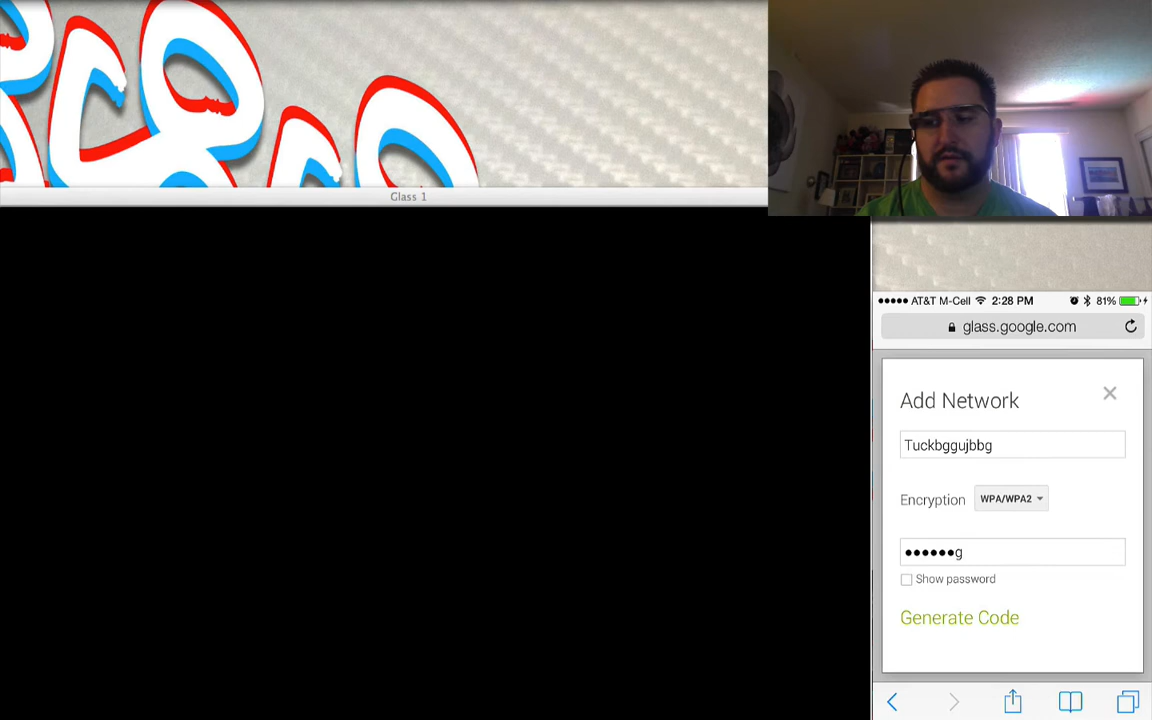 Glass 1
AT&T M-Cell 2:28 PM 81%
glass.google.com
Add Network
Tuckbggujbbg
Encryption WPA/WPA2
●●●●●●g
Show password
Generate Code